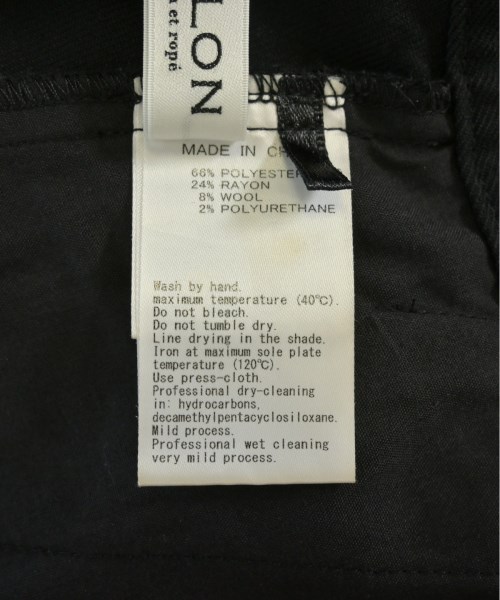 LON
et ropé
MADE IN
66% POLYESTER
24% RAYON
8% WOOL
2% POLYURETHANE
Wash by hand.
maximum temperature (40℃).
Do not bleach.
Do not tumble dry.
Line drying in the shade.
Iron at maximum sole plate
temperature (120℃).
Use press-cloth.
Professional dry-cleaning
in: hydrocarbons,
decamethylpentacyclosiloxane.
Mild process.
Professional wet cleaning
very mild process.